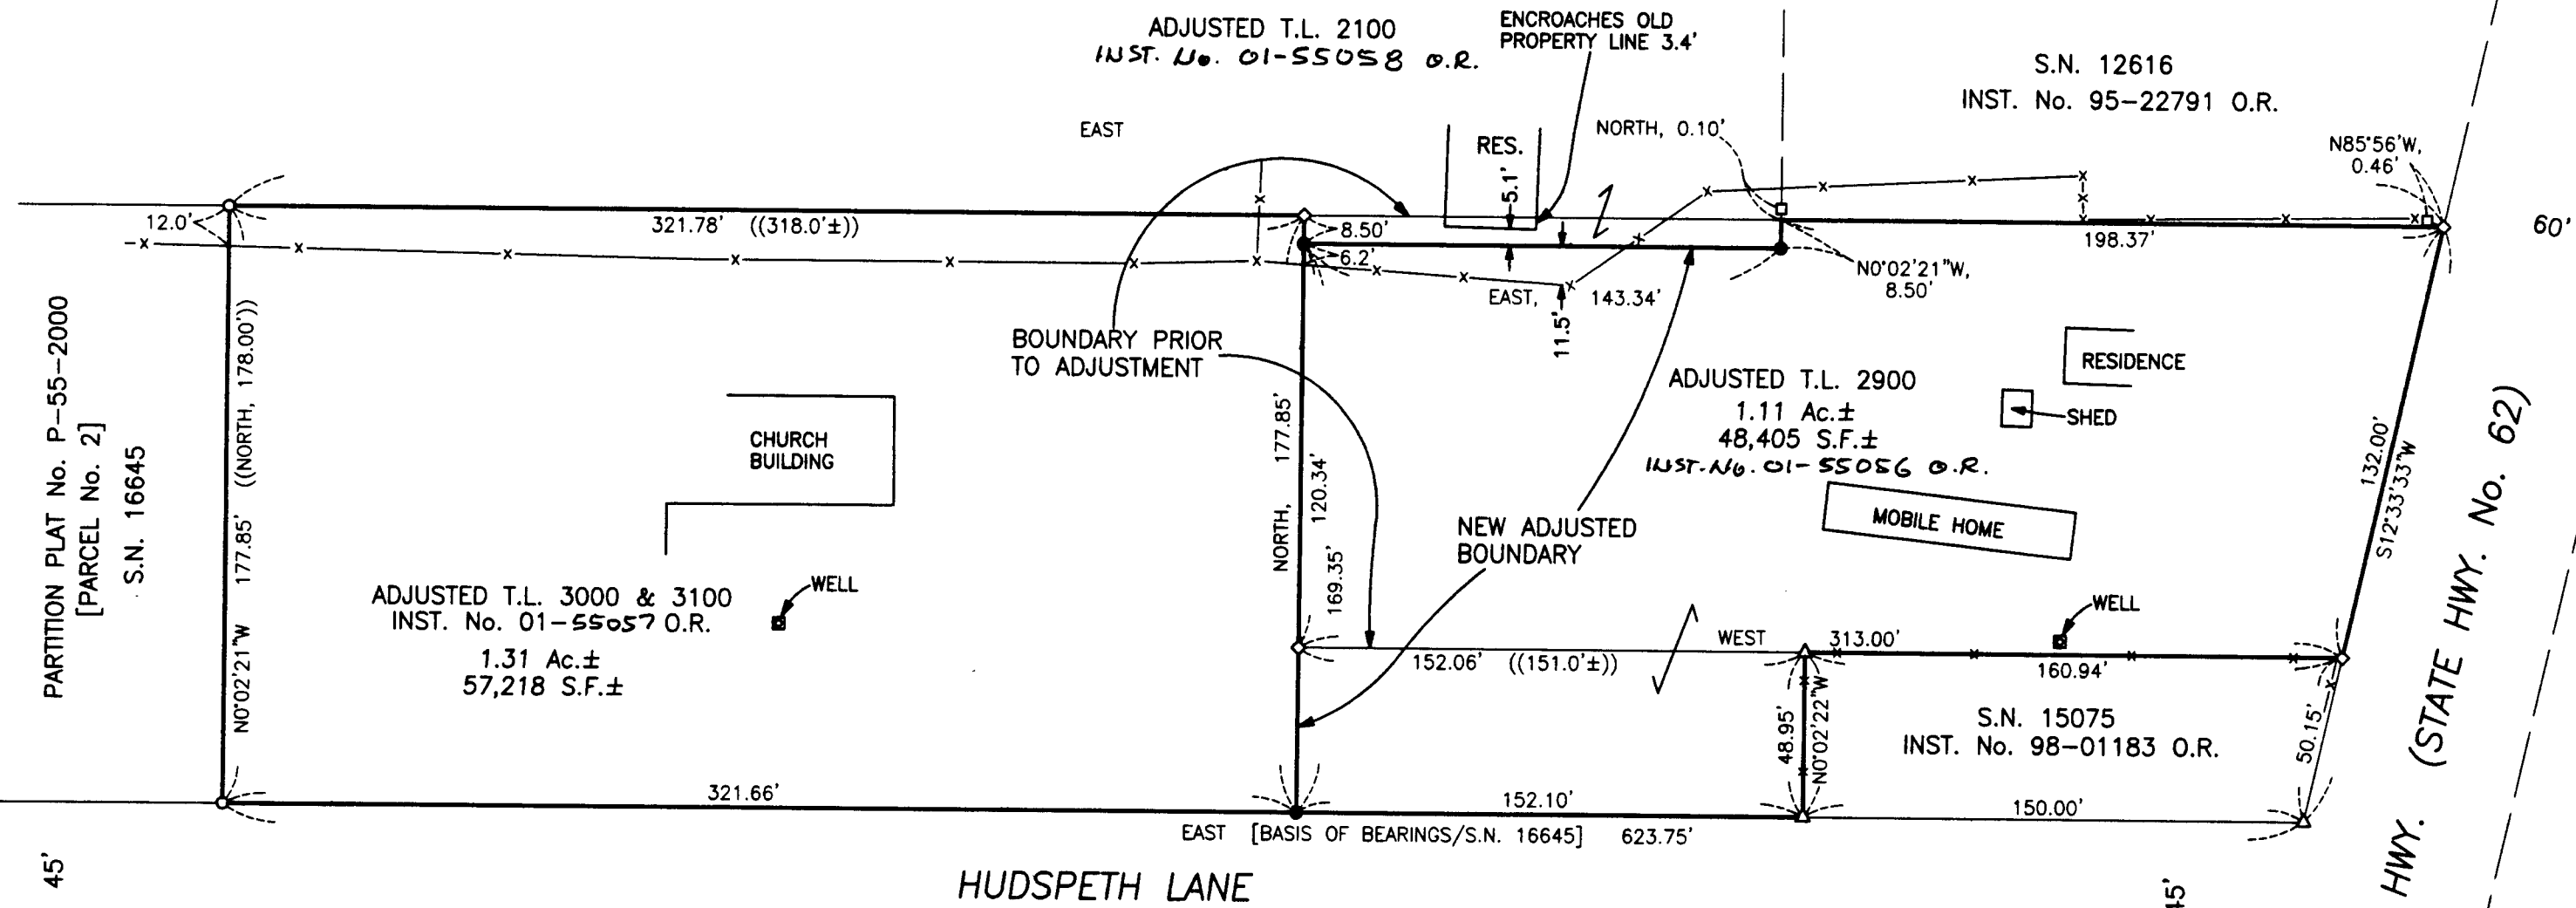 ADJUSTED T.L. 2100
INST. No. 01-55058 O.R.
ENCROACHES OLD
PROPERTY LINE 3.4'
S.N. 12616
INST. No. 95-22791 O.R.
EAST
RES.
5.1'
NORTH, 0.10'
N85°56'W,
0.46'
60'
12.0'
321.78' ((318.0'±))
8.50'
6.2'
198.37'
N0°02'21"W,
8.50'
EAST, 143.34'
11.5'
BOUNDARY PRIOR
TO ADJUSTMENT
PARTITION PLAT No. P-55-2000
[PARCEL No. 2]
S.N. 16645
N0°02'21"W 177.85' ((NORTH, 178.00'))
CHURCH
BUILDING
NORTH, 177.85'
120.34'
169.35'
ADJUSTED T.L. 2900
1.11 Ac.±
48,405 S.F.±
INST. No. 01-55056 O.R.
RESIDENCE
SHED
MOBILE HOME
132.00'
S12°33'33"W
NEW ADJUSTED
BOUNDARY
ADJUSTED T.L. 3000 & 3100
INST. No. 01-55057 O.R.
1.31 Ac.±
57,218 S.F.±
WELL
WELL
WEST 313.00'
152.06' ((151.0'±))
160.94'
48.95'
N0°02'22"W
S.N. 15075
INST. No. 98-01183 O.R.
50.15'
321.66'
152.10'
150.00'
EAST [BASIS OF BEARINGS/S.N. 16645] 623.75'
45'
HUDSPETH LANE
45'
HWY. (STATE HWY. No. 62)